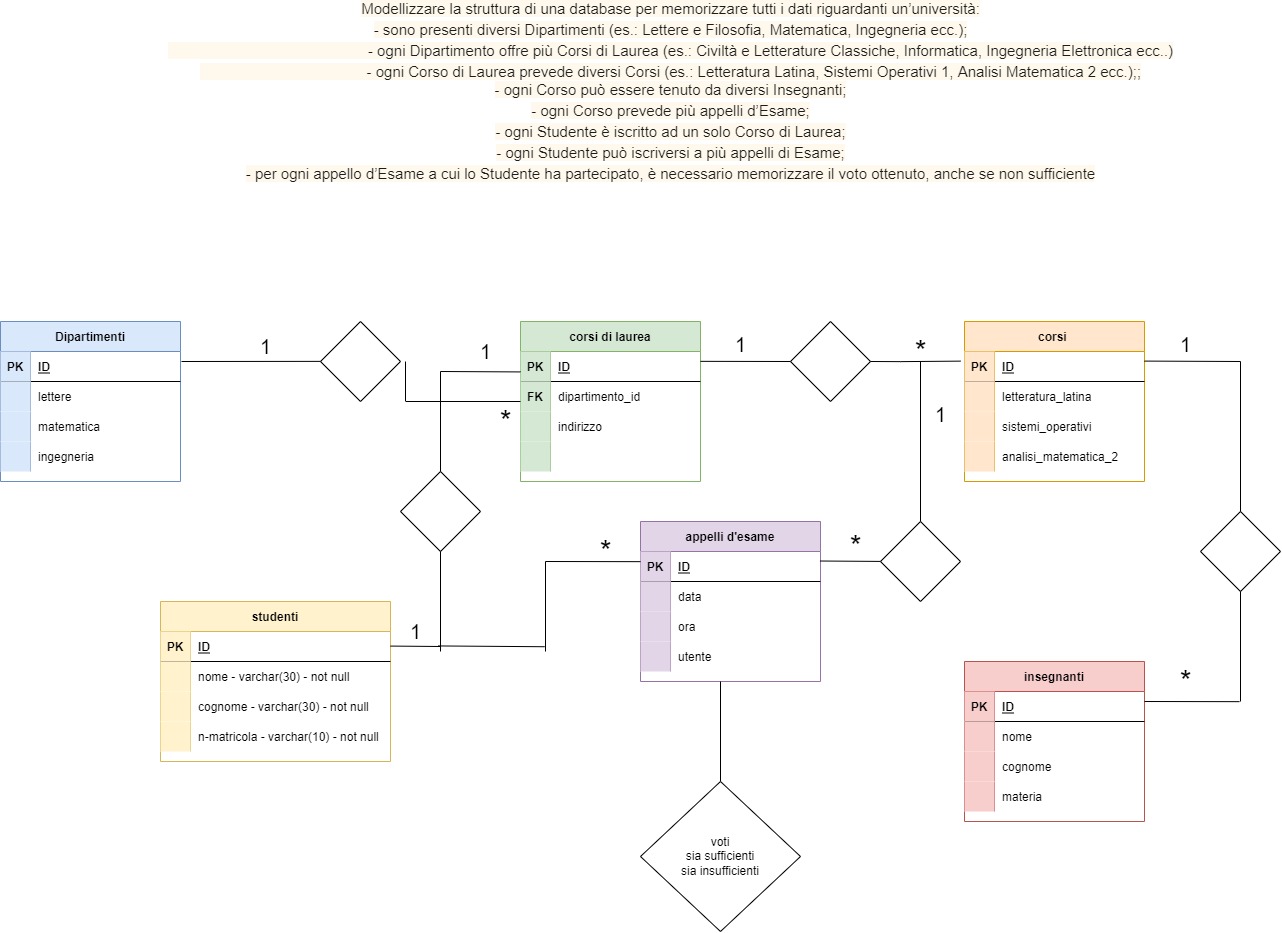 Modellizzare la struttura di una database per memorizzare tutti i dati riguardanti un'università:
- sono presenti diversi Dipartimenti (es.: Lettere e Filosofia, Matematica, Ingegneria ecc.);
- ogni Dipartimento offre più Corsi di Laurea (es.: Civiltà e Letterature Classiche, Informatica, Ingegneria Elettronica ecc..)
- ogni Corso di Laurea prevede diversi Corsi (es.: Letteratura Latina, Sistemi Operativi 1, Analisi Matematica 2 ecc.);;
- ogni Corso può essere tenuto da diversi Insegnanti;
- ogni Corso prevede più appelli d'Esame;
- ogni Studente è iscritto ad un solo Corso di Laurea;
- ogni Studente può iscriversi a più appelli di Esame;
- per ogni appello d'Esame a cui lo Studente ha partecipato, è necessario memorizzare il voto ottenuto, anche se non sufficiente
Dipartimenti
PK ID
lettere
matematica
ingegneria
1
1
*
corsi di laurea
PK ID
FK dipartimento_id
indirizzo
1
*
1
corsi
PK ID
letteratura_latina
sistemi_operativi
analisi_matematica_2
1
studenti
PK ID
nome - varchar(30) - not null
cognome - varchar(30) - not null
n-matricola - varchar(10) - not null
1
*
appelli d'esame
PK ID
data
ora
utente
*
insegnanti
PK ID
nome
cognome
materia
*
voti
sia sufficienti
sia insufficienti